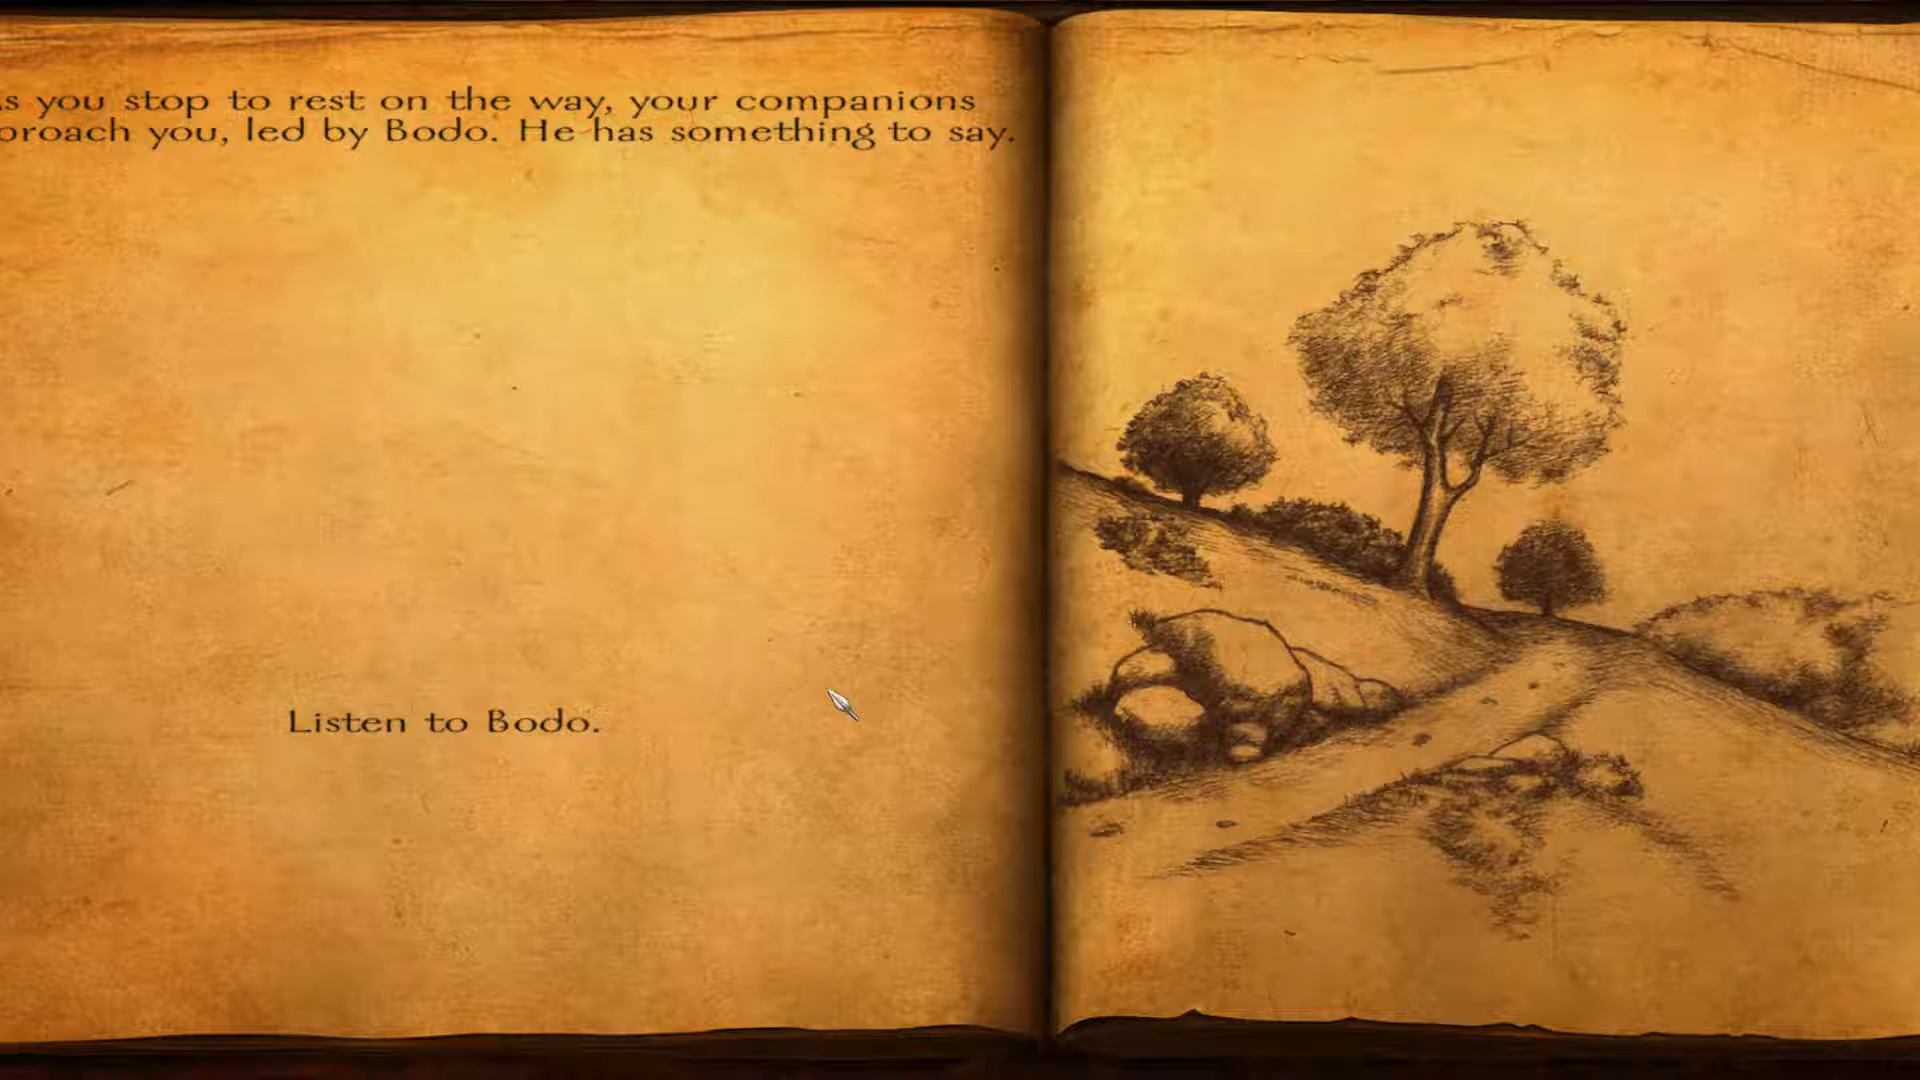 s you stop to rest on the way, your companions
proach you, led by Bodo. He has something to say.
Listen to Bodo.